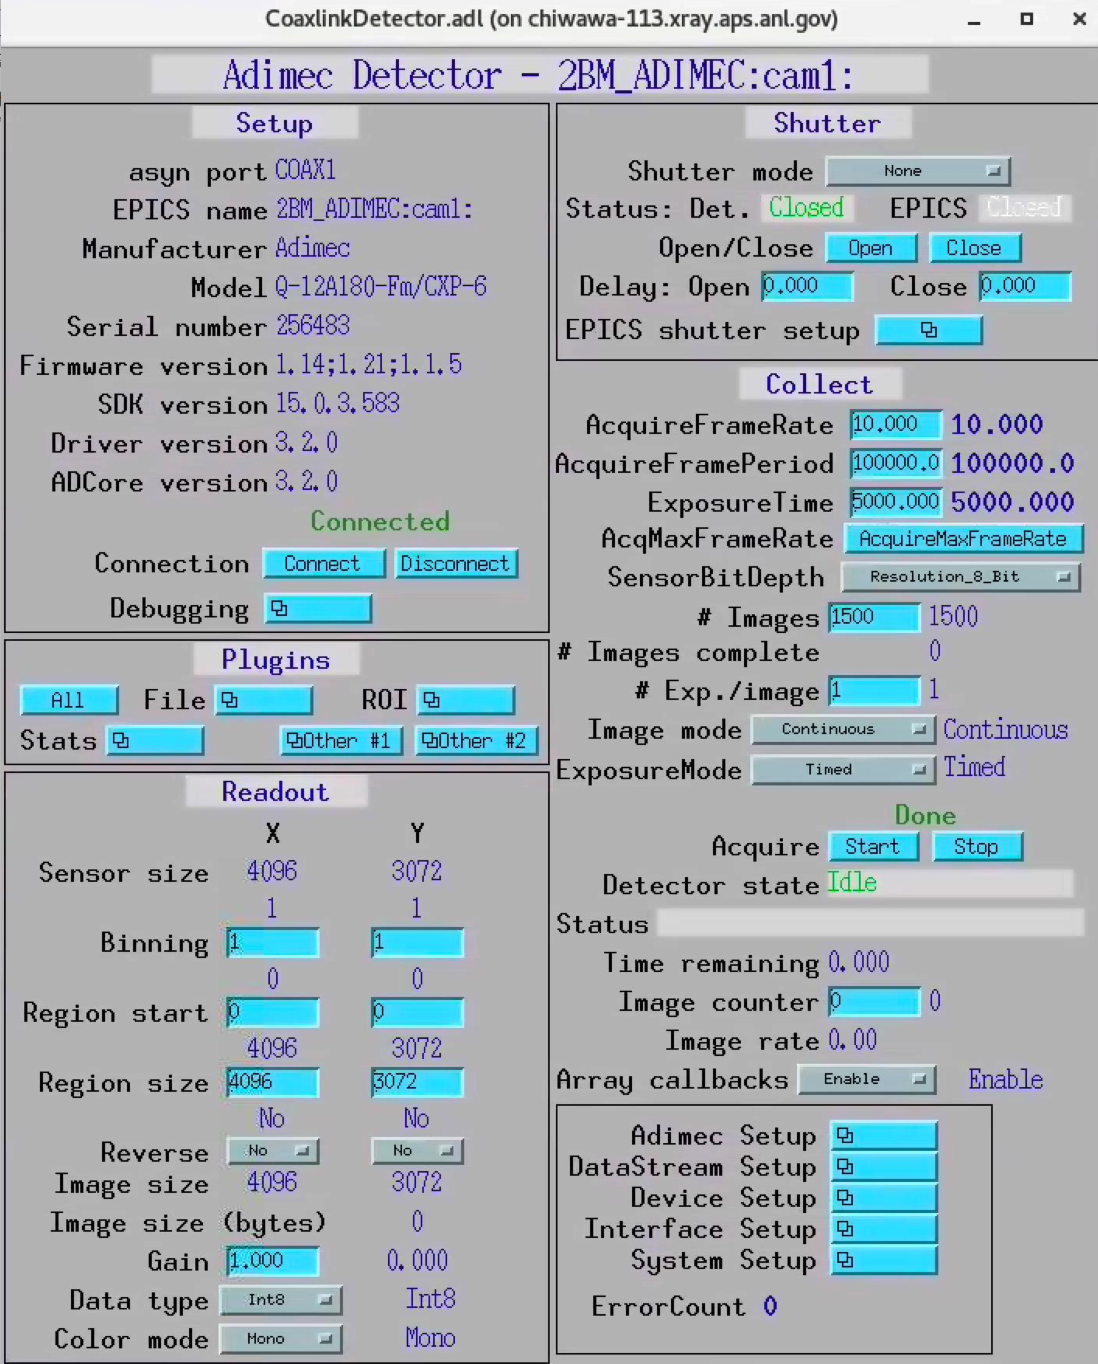 CoaxlinkDetector.adl (on chiwawa-113.xray.aps.anl.gov)
Adimec Detector - 2BM_ADIMEC:cam1:
Setup
asyn port COAX1
EPICS name 2BM_ADIMEC:cam1:
Manufacturer Adimec
Model Q-12A180-Fm/CXP-6
Serial number 256483
Firmware version 1.14;1.21;1.1.5
SDK version 15.0.3.583
Driver version 3.2.0
ADCore version 3.2.0
Connected
Connection Connect Disconnect
Debugging
Plugins
All File ROI
Stats Other #1 Other #2
Readout
X Y
Sensor size 4096 3072
1 1
Binning 1 1
0 0
Region start 0 0
4096 3072
Region size 4096 3072
No No
Reverse No No
Image size 4096 3072
Image size (bytes) 0
Gain 1.000 0.000
Data type Int8 Int8
Color mode Mono Mono
Shutter
Shutter mode None
Status: Det. Closed EPICS Closed
Open/Close Open Close
Delay: Open 0.000 Close 0.000
EPICS shutter setup
Collect
AcquireFrameRate 10.000 10.000
AcquireFramePeriod 100000.0 100000.0
ExposureTime 5000.000 5000.000
AcqMaxFrameRate AcquireMaxFrameRate
SensorBitDepth Resolution_8_Bit
# Images 1500 1500
# Images complete 0
# Exp./image 1 1
Image mode Continuous Continuous
ExposureMode Timed Timed
Done
Acquire Start Stop
Detector state Idle
Status
Time remaining 0.000
Image counter 0 0
Image rate 0.00
Array callbacks Enable Enable
Adimec Setup
DataStream Setup
Device Setup
Interface Setup
System Setup
ErrorCount 0